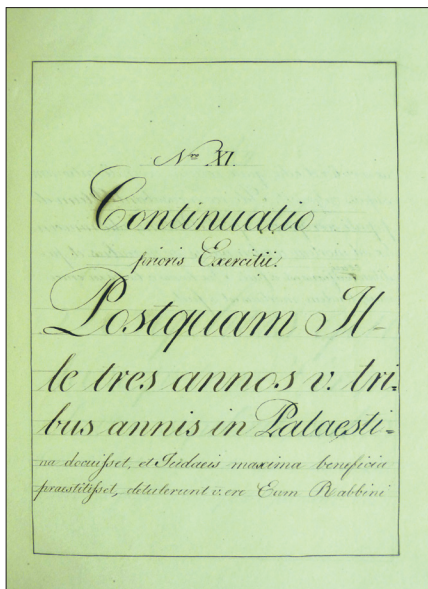 Nro XI.
Continuatio
prioris Exercitii.
Postquam Il-
le tres annos v. tri-
bus annis in Palaesti-
na docuisset, et Iudaeis maxima beneficia
praestitisset, detulerunt v. ere Eum Rabbini